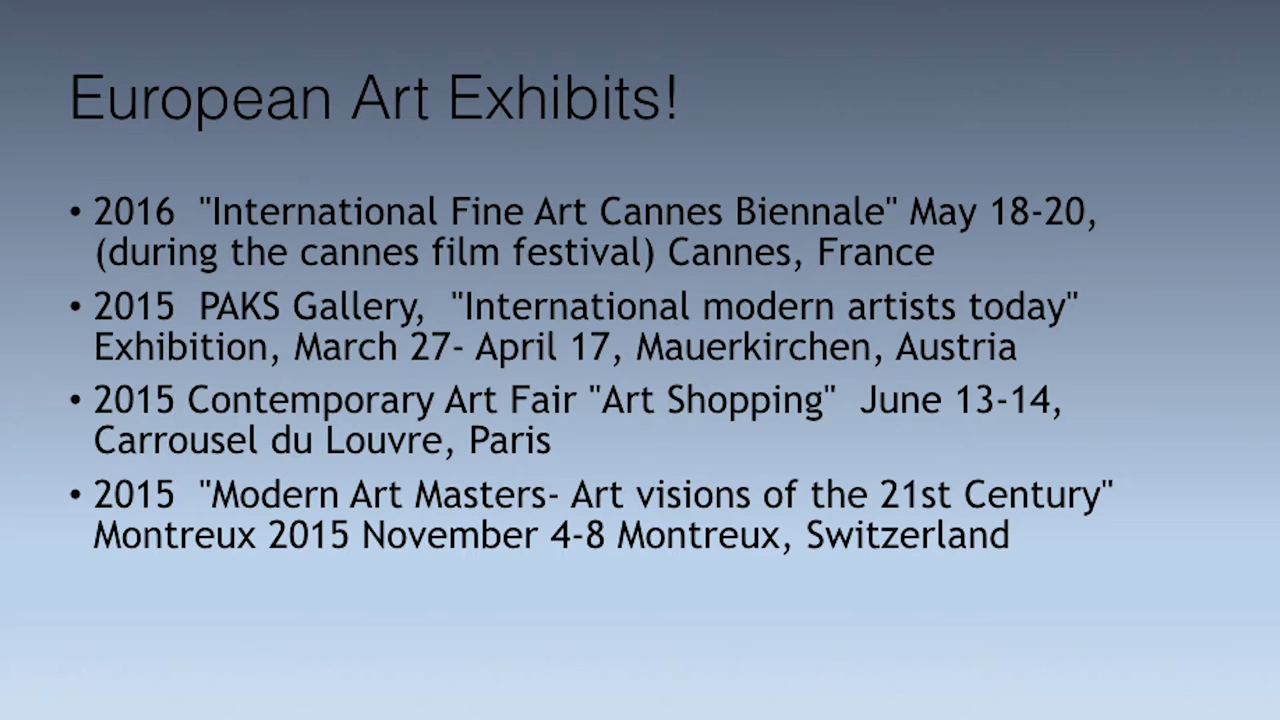 European Art Exhibits!
• 2016  "International Fine Art Cannes Biennale" May 18-20,
(during the cannes film festival) Cannes, France
• 2015  PAKS Gallery,  "International modern artists today"
Exhibition, March 27- April 17, Mauerkirchen, Austria
• 2015 Contemporary Art Fair "Art Shopping"  June 13-14,
Carrousel du Louvre, Paris
• 2015  "Modern Art Masters- Art visions of the 21st Century"
Montreux 2015 November 4-8 Montreux, Switzerland